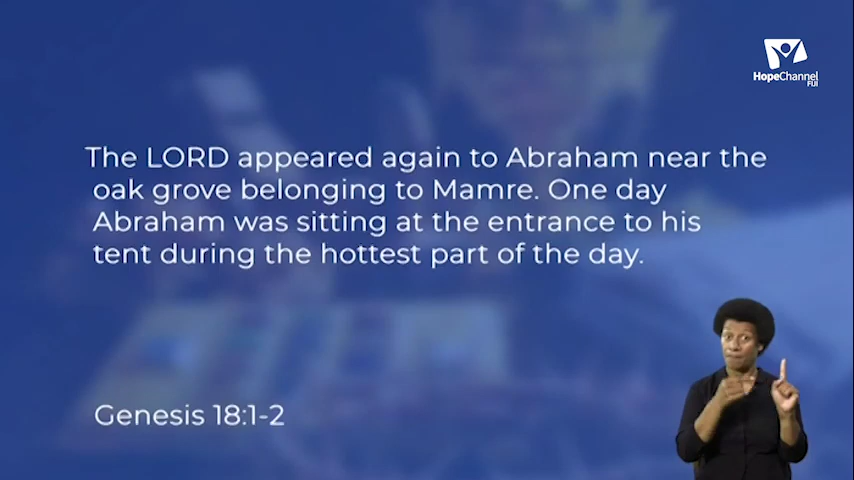 HopeChannel
FIJI
The LORD appeared again to Abraham near the
oak grove belonging to Mamre. One day
Abraham was sitting at the entrance to his
tent during the hottest part of the day.
Genesis 18:1-2